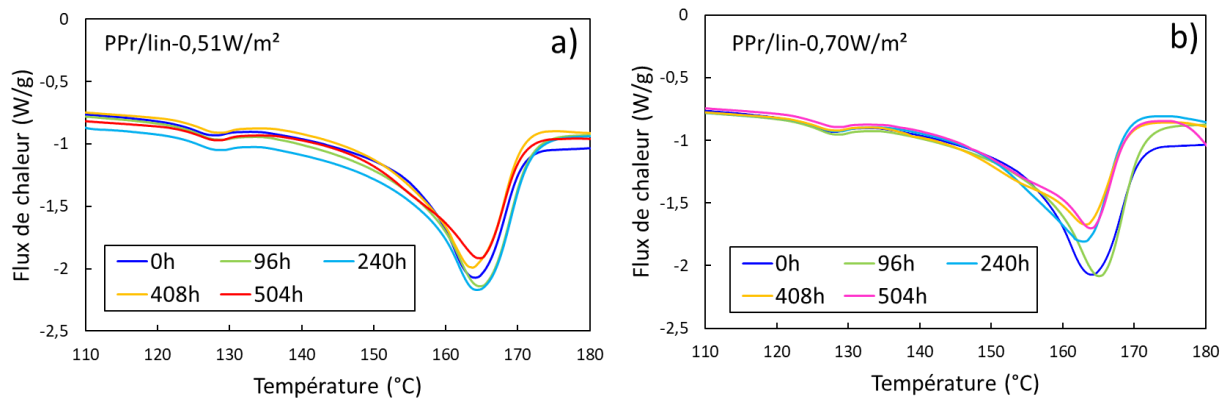 PPr/lin-0,51W/m²
a)
Flux de chaleur (W/g)
0
-0,5
-1
-1,5
-2
-2,5
0h
96h
240h
408h
504h
110
120
130
140
150
160
170
180
Température (°C)
PPr/lin-0,70W/m²
b)
Flux de chaleur (W/g)
0
-0,5
-1
-1,5
-2
-2,5
0h
96h
240h
408h
504h
110
120
130
140
150
160
170
180
Température (°C)